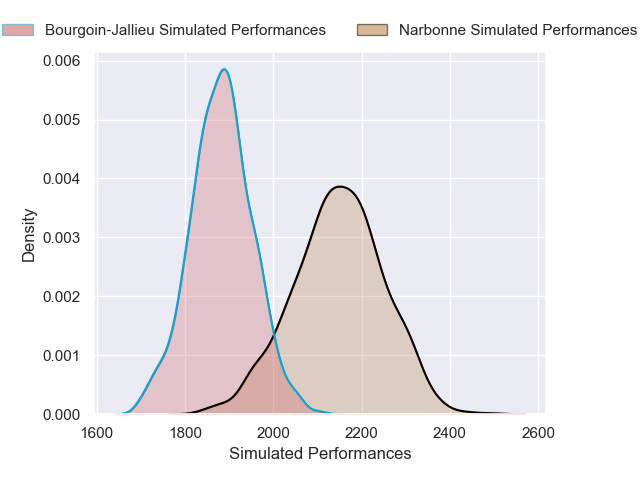 Bourgoin-Jallieu Simulated Performances
Narbonne Simulated Performances
0.006
0.005
0.004
0.003
0.002
0.001
0.000
Density
1600 1800 2000 2200 2400 2600
Simulated Performances